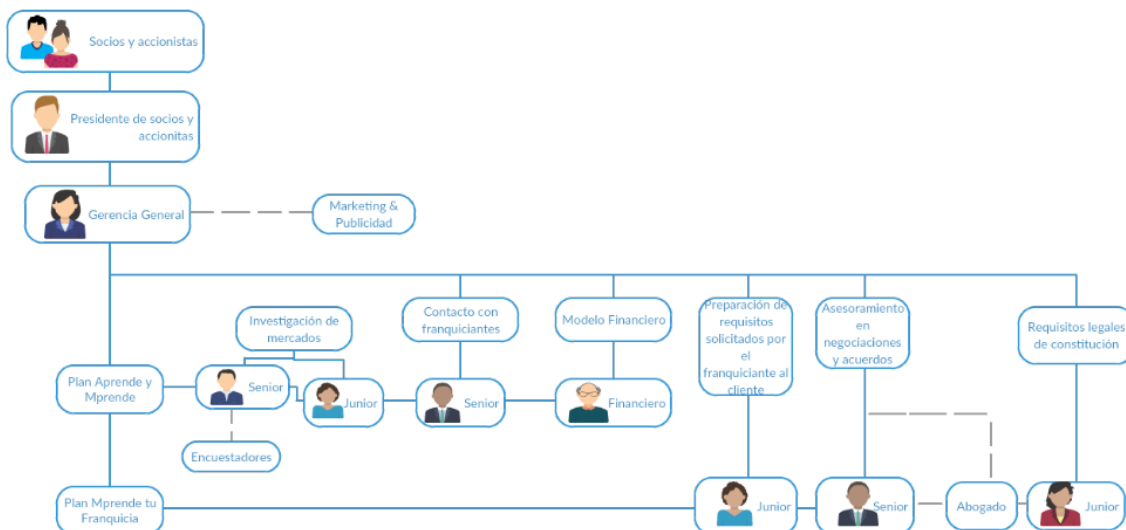 Socios y accionistas
Presidente de socios y
accionitas
Gerencia General
Marketing &
Publicidad
Investigación de
mercados
Contacto con
franquiciantes
Modelo Financiero
Preparación de
requisitos
solicitados por
el
franquiciante al
cliente
Asesoramiento
en
negociaciones
y acuerdos
Requisitos legales
de constitución
Plan Aprende y
Mprende
Senior
Junior
Senior
Financiero
Encuestadores
Plan Mprende tu
Franquicia
Junior
Senior
Abogado
Junior